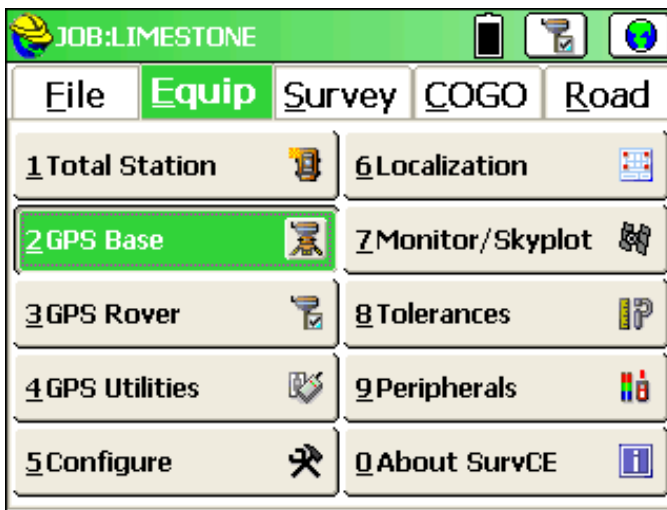 JOB:LIMESTONE
File Equip Survey COGO Road
1 Total Station
2 GPS Base
3 GPS Rover
4 GPS Utilities
5 Configure
6 Localization
7 Monitor/Skyplot
8 Tolerances
9 Peripherals
0 About SurvCE